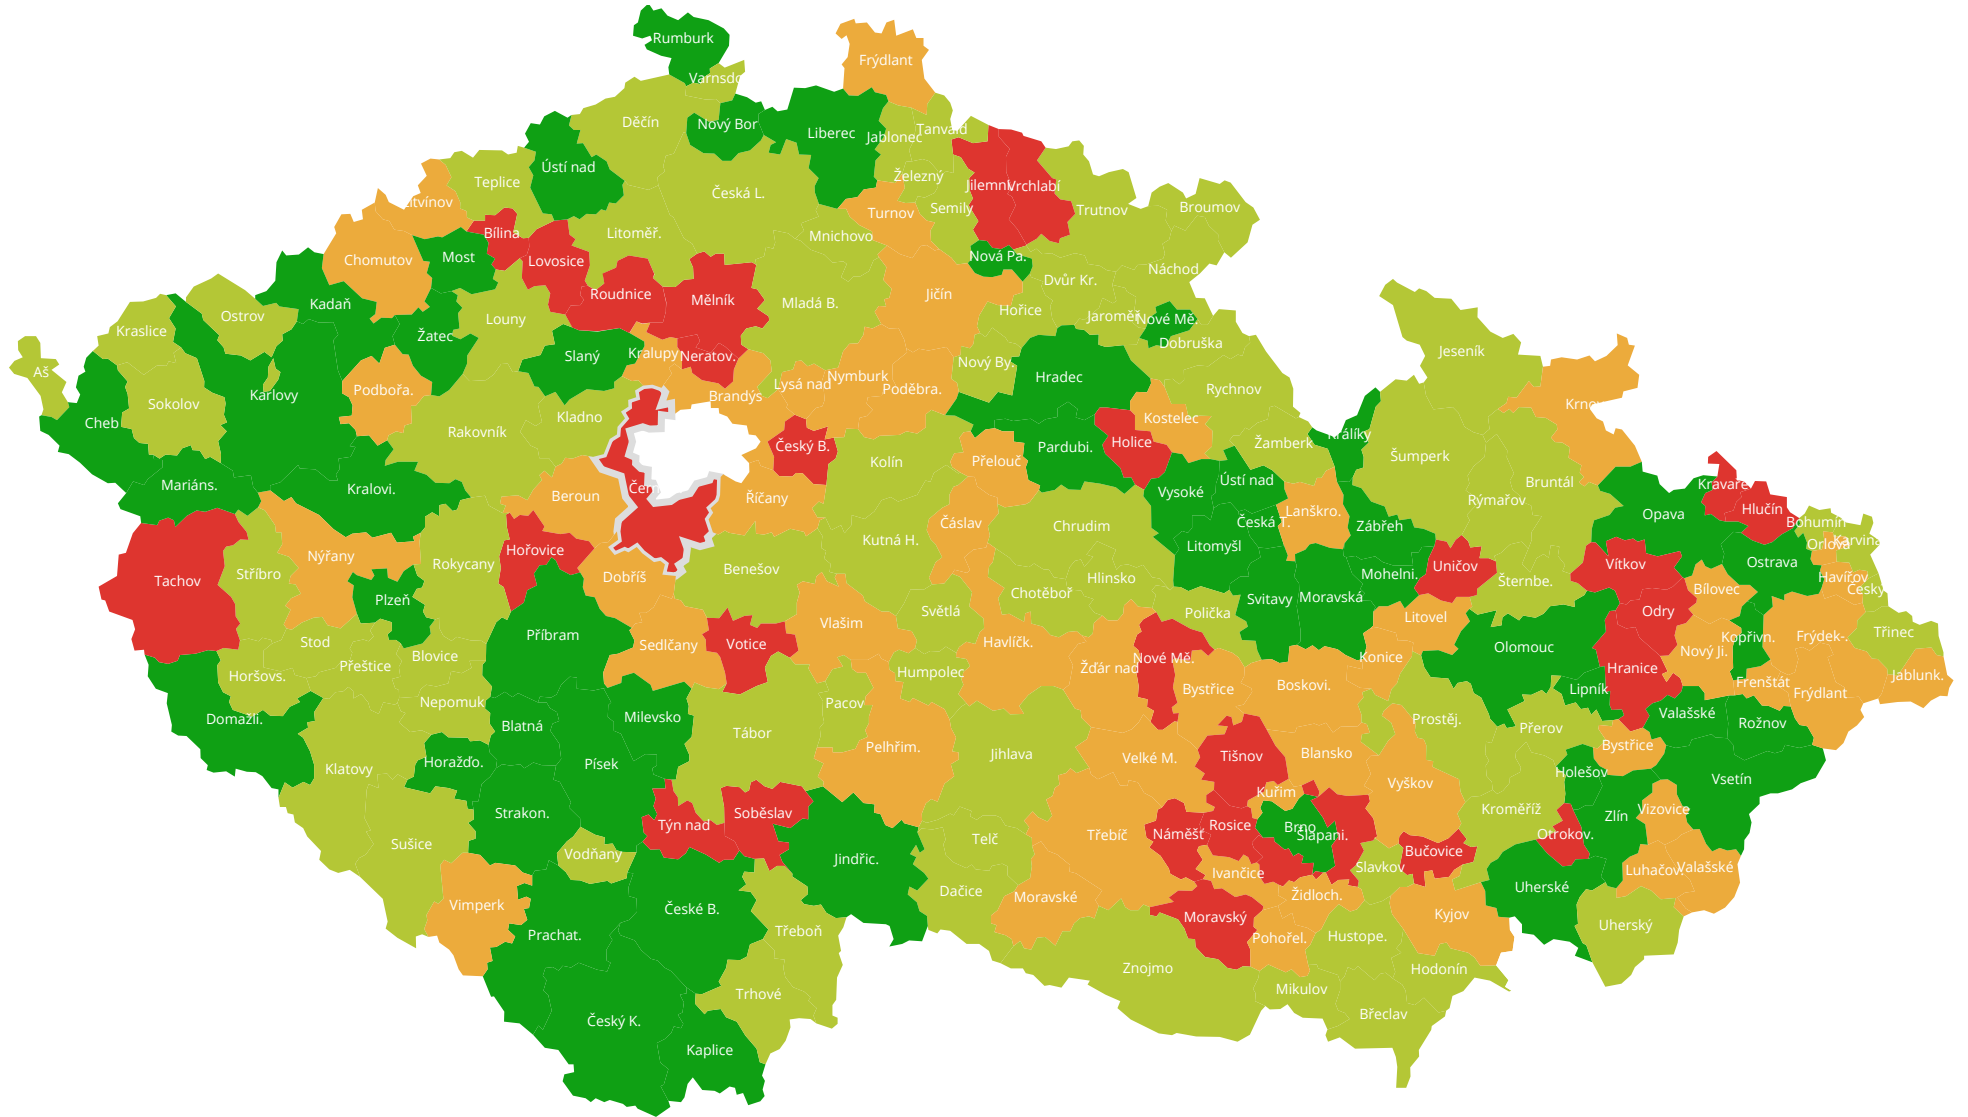 Rumburk
Frýdlant
Varnsdo
Děčín
Nový Bor
Liberec
Jablonec
Tanvald
Ústí nad
Teplice
Česká L.
Železný
Jilemni
Vrchlabí
Semily
Turnov
Trutnov
Broumov
itvínov
Bílina
Litoměř.
Mnichovo
Chomutov
Most
Lovosice
Nová Pa.
Náchod
Roudnice
Mělník
Mladá B.
Jičín
Dvůr Kr.
Kadaň
Ostrov
Kraslice
Louny
Hořice
Jaroměř
Nové Mě.
Žatec
Slaný
Kralupy
Neratov.
Dobruška
Jeseník
Aš
Nový By.
Hradec
Sokolov
Karlovy
Podbořa.
Brandýs
Lysá nad
Nymburk
Poděbra.
Rychnov
Krno
Cheb
Rakovník
Kladno
Kostelec
Český B.
Holice
Pardubi.
Žamberk
Králíky
Šumperk
Kolín
Přelouč
Mariáns.
Kralovi.
Beroun
Čer
Říčany
Vysoké
Ústí nad
Bruntál
Rýmařov
Kravaře
Hlučín
Opava
Bohumín
Orlová
Karviná
Čáslav
Chrudim
Česká T.
Lanškro.
Zábřeh
Tachov
Stříbro
Nýřany
Rokycany
Hořovice
Kutná H.
Litomyšl
Benešov
Dobříš
Hlinsko
Chotěboř
Mohelni.
Uničov
Šternbe.
Vítkov
Ostrava
Havířov
Český
Bílovec
Plzeň
Svitavy
Moravská
Světlá
Polička
Litovel
Odry
Příbram
Sedlčany
Votice
Vlašim
Havlíčk.
Stod
Přeštice
Blovice
Horšovs.
Humpolec
Žďár nad
Nové Mě.
Bystřice
Boskovi.
Konice
Olomouc
Hranice
Nový Ji.
Kopřivn.
Frýdek-.
Třinec
Jablunk.
Frenštát
Frýdlant
Lipník
Domažli.
Nepomuk
Blatná
Milevsko
Pacov
Tábor
Pelhřim.
Jihlava
Prostěj.
Přerov
Valašské
Rožnov
Bystřice
Klatovy
Horažďo.
Písek
Velké M.
Tišnov
Blansko
Vyškov
Holešov
Vsetín
Kuřim
Strakon.
Týn nad
Soběslav
Kroměříž
Zlín
Vizovice
Sušice
Vodňany
Jindřic.
Telč
Třebíč
Náměšť
Rosice
Brno
Šlapani.
Otrokov.
Bučovice
Slavkov
Dačice
Moravské
Ivančice
Židloch.
Uherské
Luhačov.
Valašské
Vimperk
České B.
Moravský
Kyjov
Prachat.
Třeboň
Pohořel.
Hustope.
Uherský
Znojmo
Hodonín
Mikulov
Trhové
Břeclav
Český K.
Kaplice